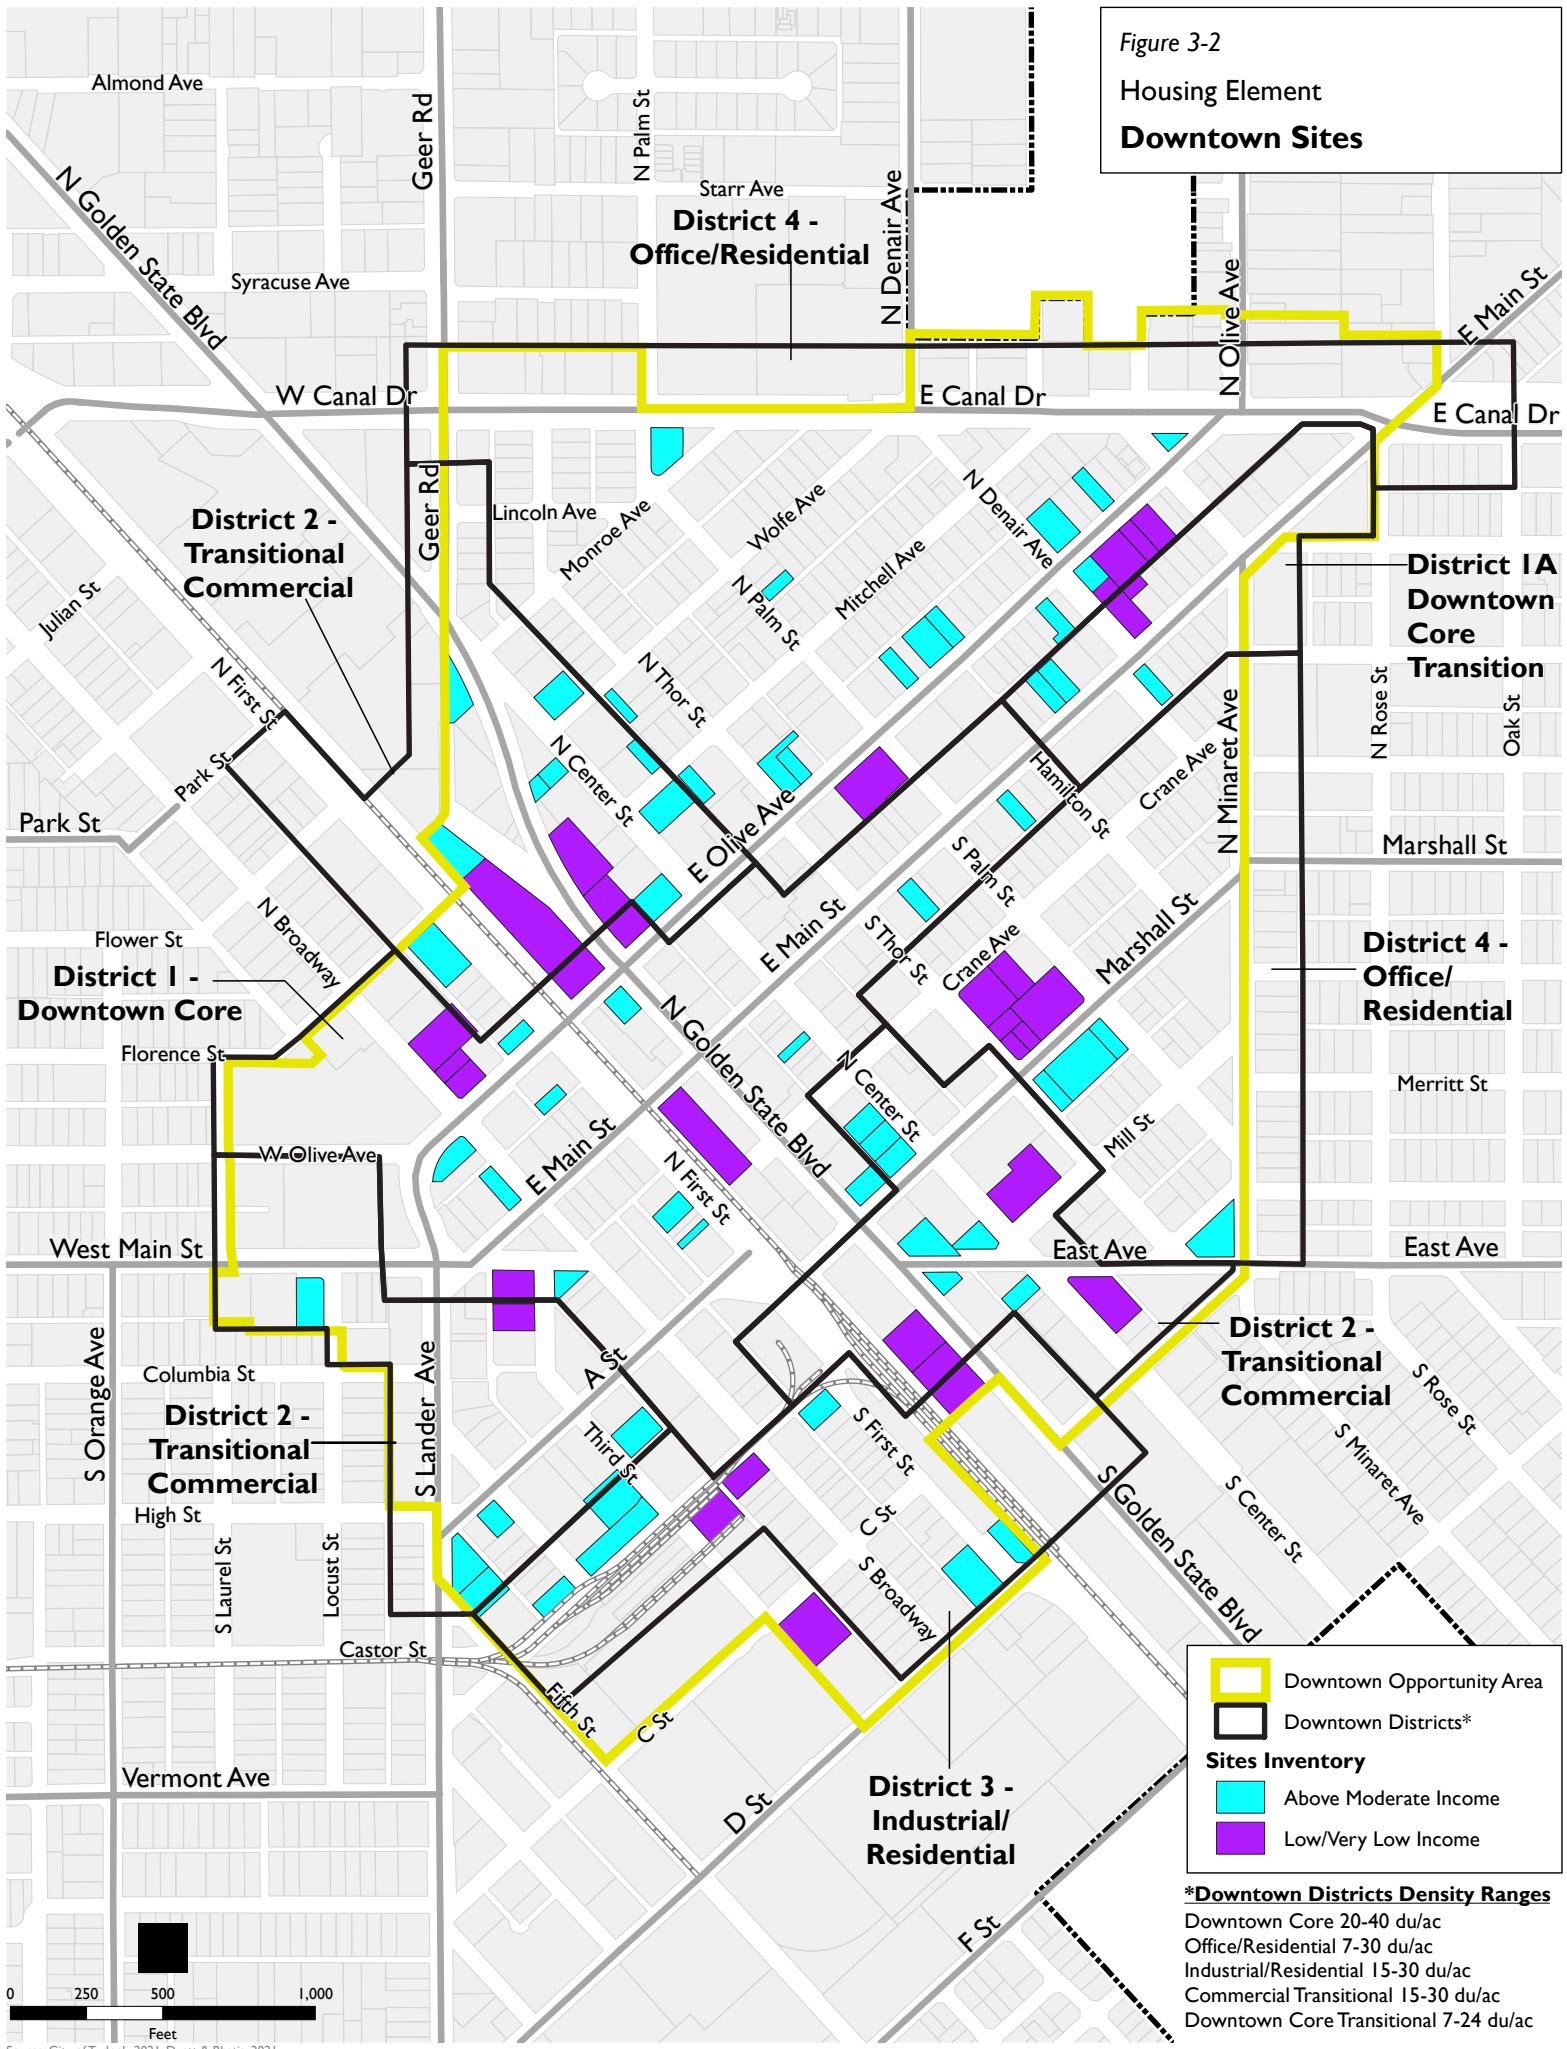 Figure 3-2
Housing Element
Downtown Sites
Almond Ave
Geer Rd
N Palm St
N Golden State Blvd
Starr Ave
District 4 -
Office/Residential
N Denair Ave
Syracuse Ave
N Olive Ave
E Main St
W Canal Dr
E Canal Dr
E Canal Dr
Geer Rd
Lincoln Ave
Monroe Ave
Wolfe Ave
N Denair Ave
District 2 -
Transitional
Commercial
Mitchell Ave
N Palm St
District 1A
Downtown
Core
Transition
Julian St
N First St
N Thor St
N Rose St
Oak St
N Minaret Ave
Park St
N Center St
Hamilton St
Crane Ave
Park St
E Olive Ave
Marshall St
S Palm St
N Broadway
E Main St
S Thor St
Crane Ave
Marshall St
Flower St
District 1 -
Downtown Core
District 4 -
Office/
Residential
N Golden State Blvd
Florence St
N Center St
Merritt St
Mill St
W Olive Ave
E Main St
N First St
West Main St
East Ave
East Ave
S Orange Ave
S Lander Ave
A St
District 2 -
Transitional
Commercial
Columbia St
S Rose St
District 2 -
Transitional
Commercial
Third St
S First St
S Minaret Ave
S Golden State Blvd
S Center St
High St
C St
S Laurel St
Locust St
S Broadway
Castor St
Fifth St
C St
Vermont Ave
D St
District 3 -
Industrial/
Residential
F St
Downtown Opportunity Area
Downtown Districts*
Sites Inventory
Above Moderate Income
Low/Very Low Income
*Downtown Districts Density Ranges
Downtown Core 20-40 du/ac
Office/Residential 7-30 du/ac
Industrial/Residential 15-30 du/ac
Commercial Transitional 15-30 du/ac
Downtown Core Transitional 7-24 du/ac
0 250 500 1,000
Feet